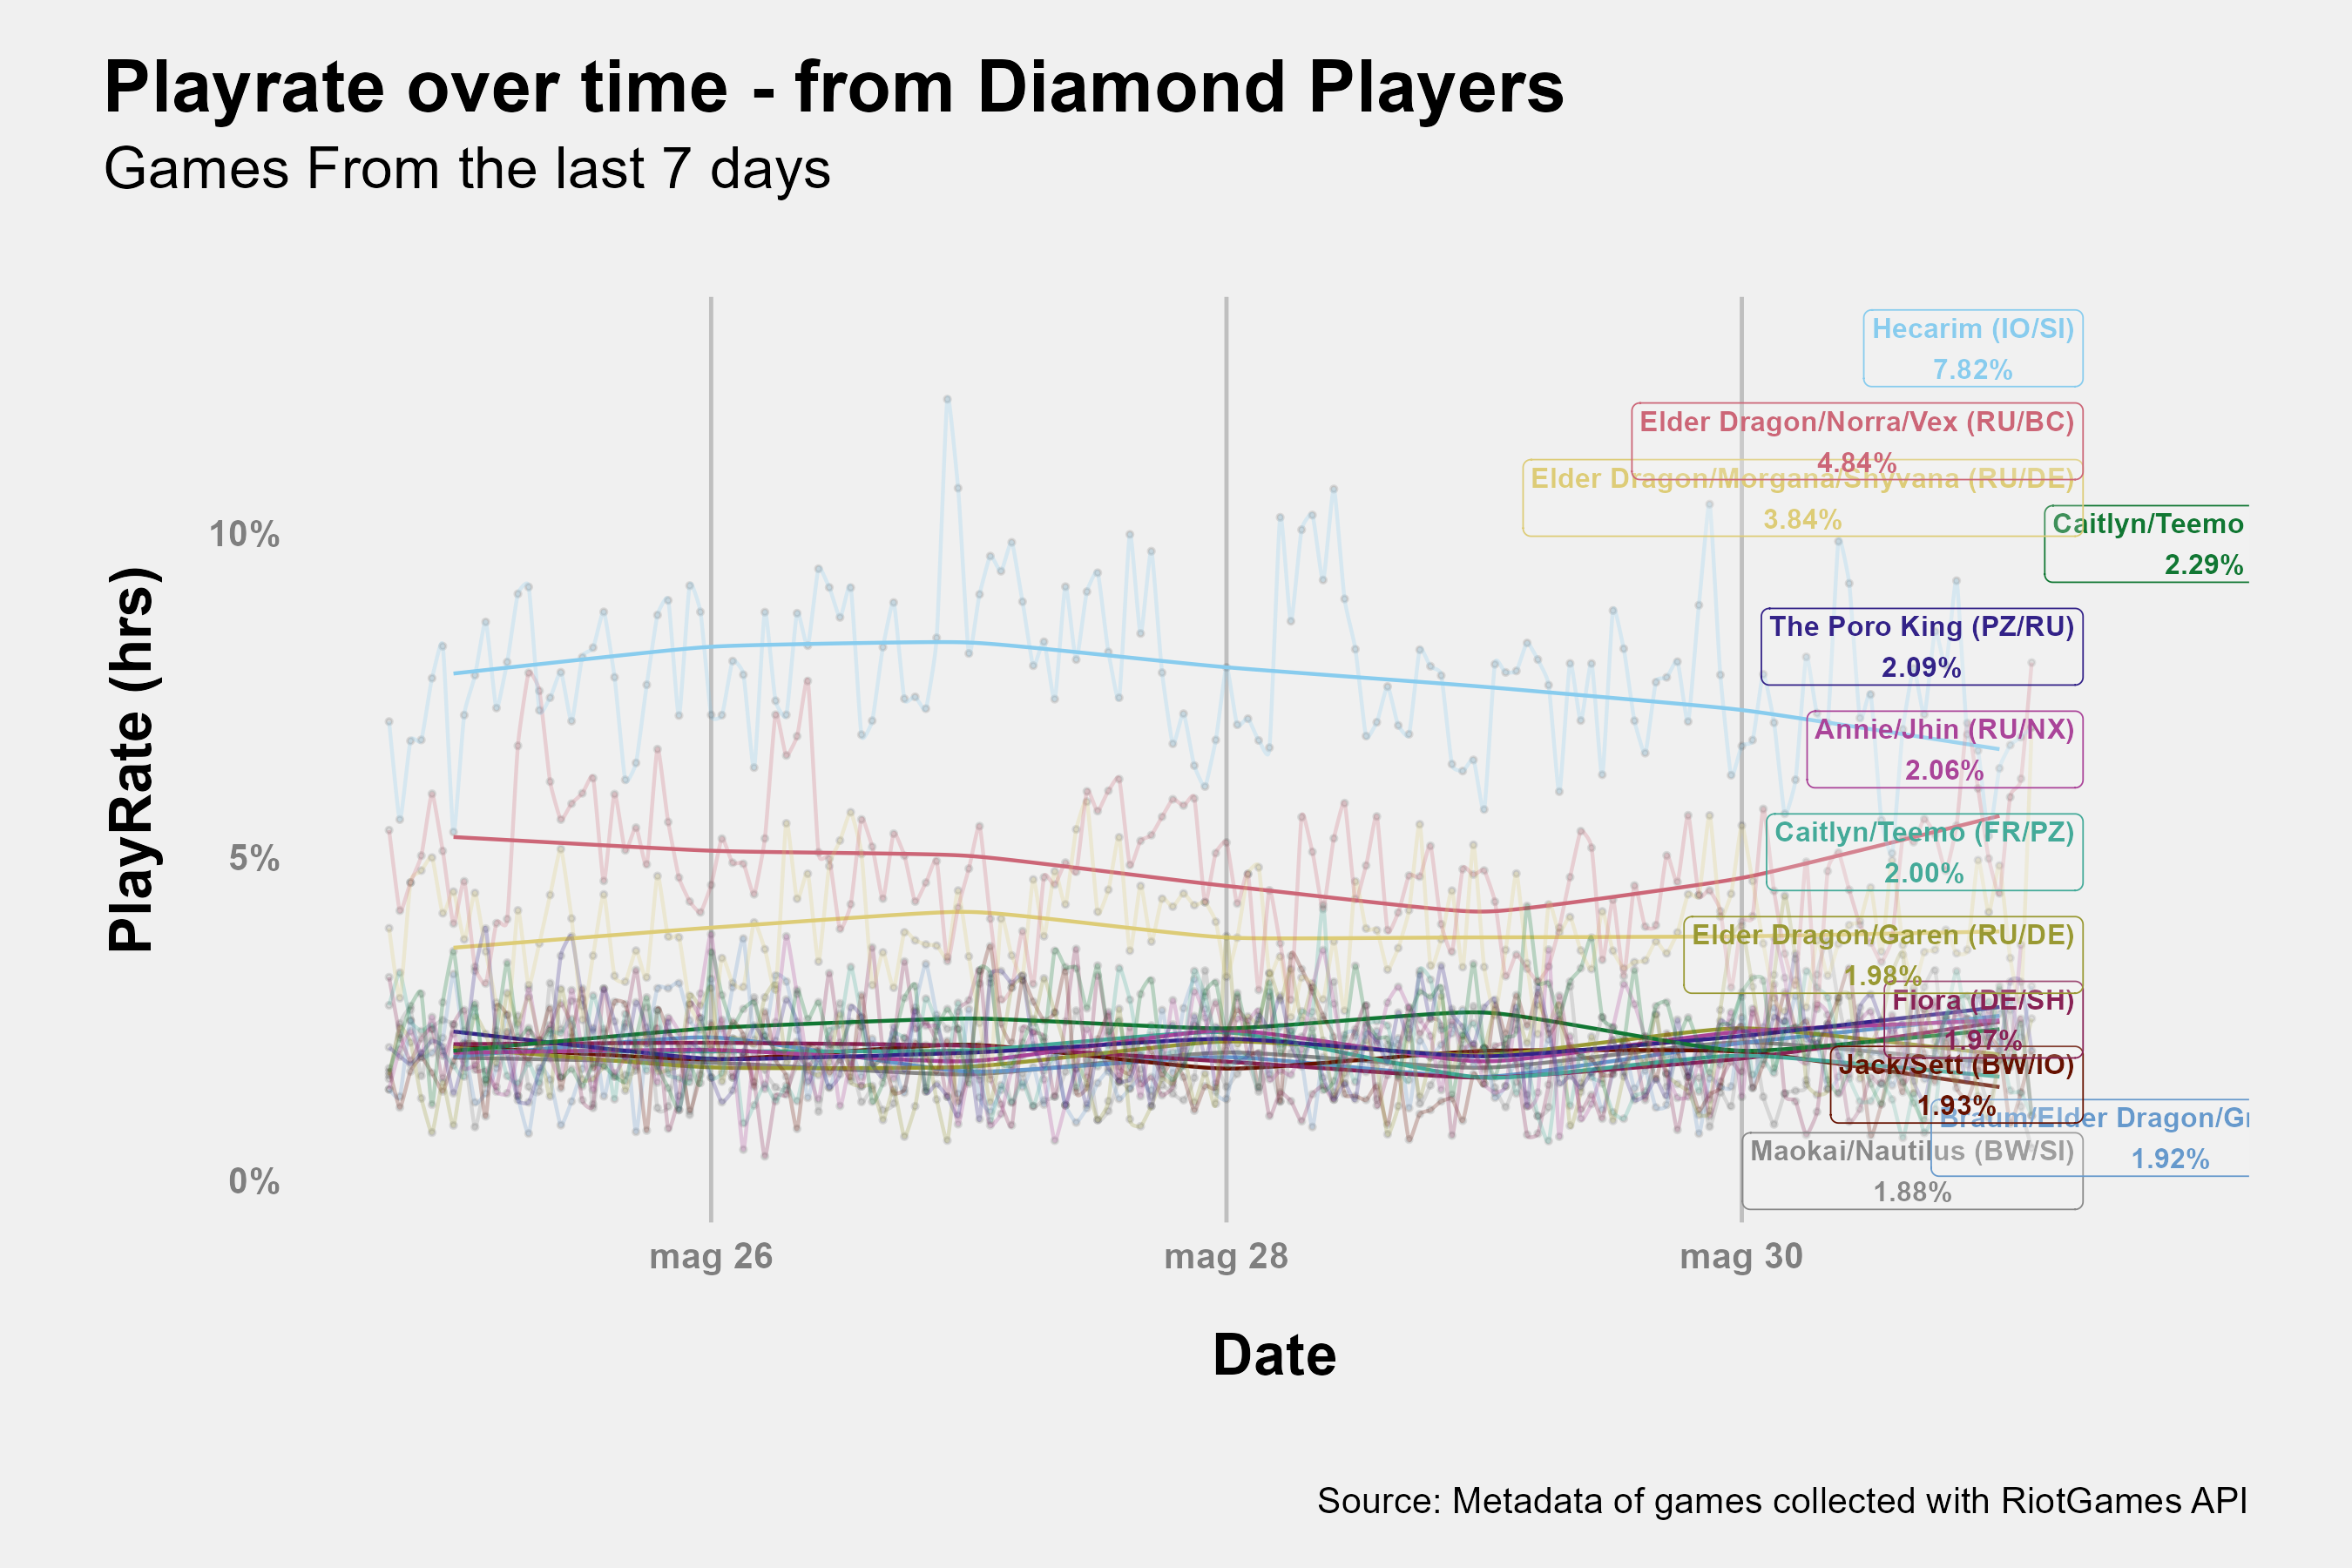 Playrate over time - from Diamond Players
Games From the last 7 days
PlayRate (hrs)
10%
5%
0%
Hecarim (IO/SI)
7.82%
Elder Dragon/Norra/Vex (RU/BC)
4.84%
Elder Dragon/Morgana/Shyvana (RU/DE)
3.84%
Caitlyn/Teemo
2.29%
The Poro King (PZ/RU)
2.09%
Annie/Jhin (RU/NX)
2.06%
Caitlyn/Teemo (FR/PZ)
2.00%
Elder Dragon/Garen (RU/DE)
1.98%
Fiora (DE/SH)
1.97%
Jack/Sett (BW/IO)
1.93%
Braum/Elder Dragon/Gr
1.92%
Maokai/Nautilus (BW/SI)
1.88%
mag 26
mag 28
mag 30
Date
Source: Metadata of games collected with RiotGames API